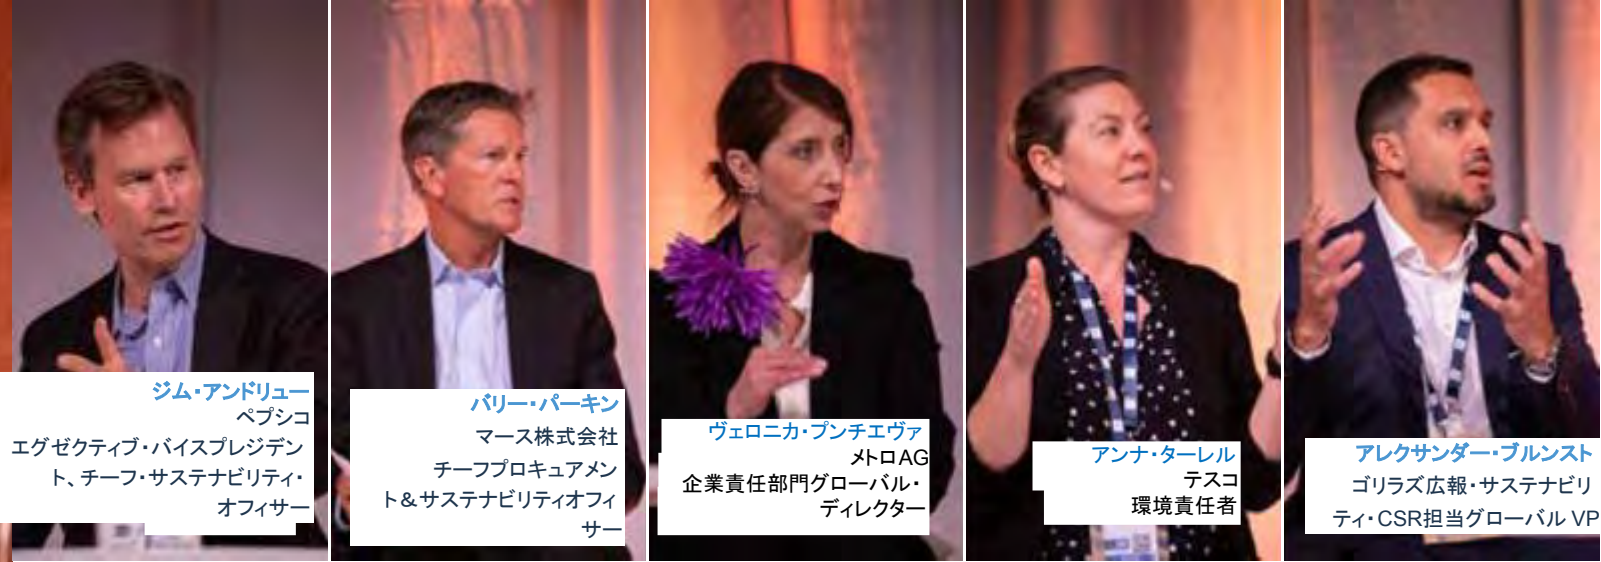 ジム・アンドリュー
ペプシコ
エグゼクティブ・バイスプレジデン
ト、チーフ・サステナビリティ・
オフィサー
バリー・パーキン
マース株式会社
チーフプロキュアメン
ト＆サステナビリティオフィ
サー
ヴェロニカ・プンチエヴァ
メトロAG
企業責任部門グローバル・
ディレクター
アンナ・ターレル
テスコ
環境責任者
アレクサンダー・ブルンスト
ゴリラズ広報・サステナビリ
ティ・CSR担当グローバル VP